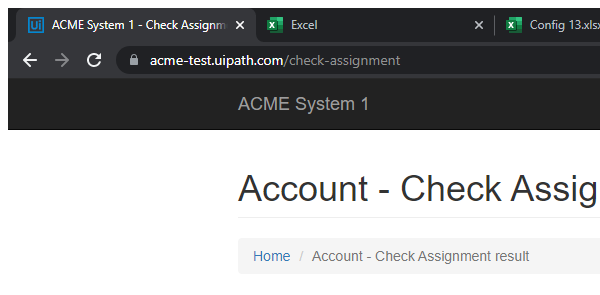 Ui ACME System 1 - Check Assignm
Excel
Config 13.xlsx
acme-test.uipath.com/check-assignment
ACME System 1
Account - Check Assig
Home / Account - Check Assignment result